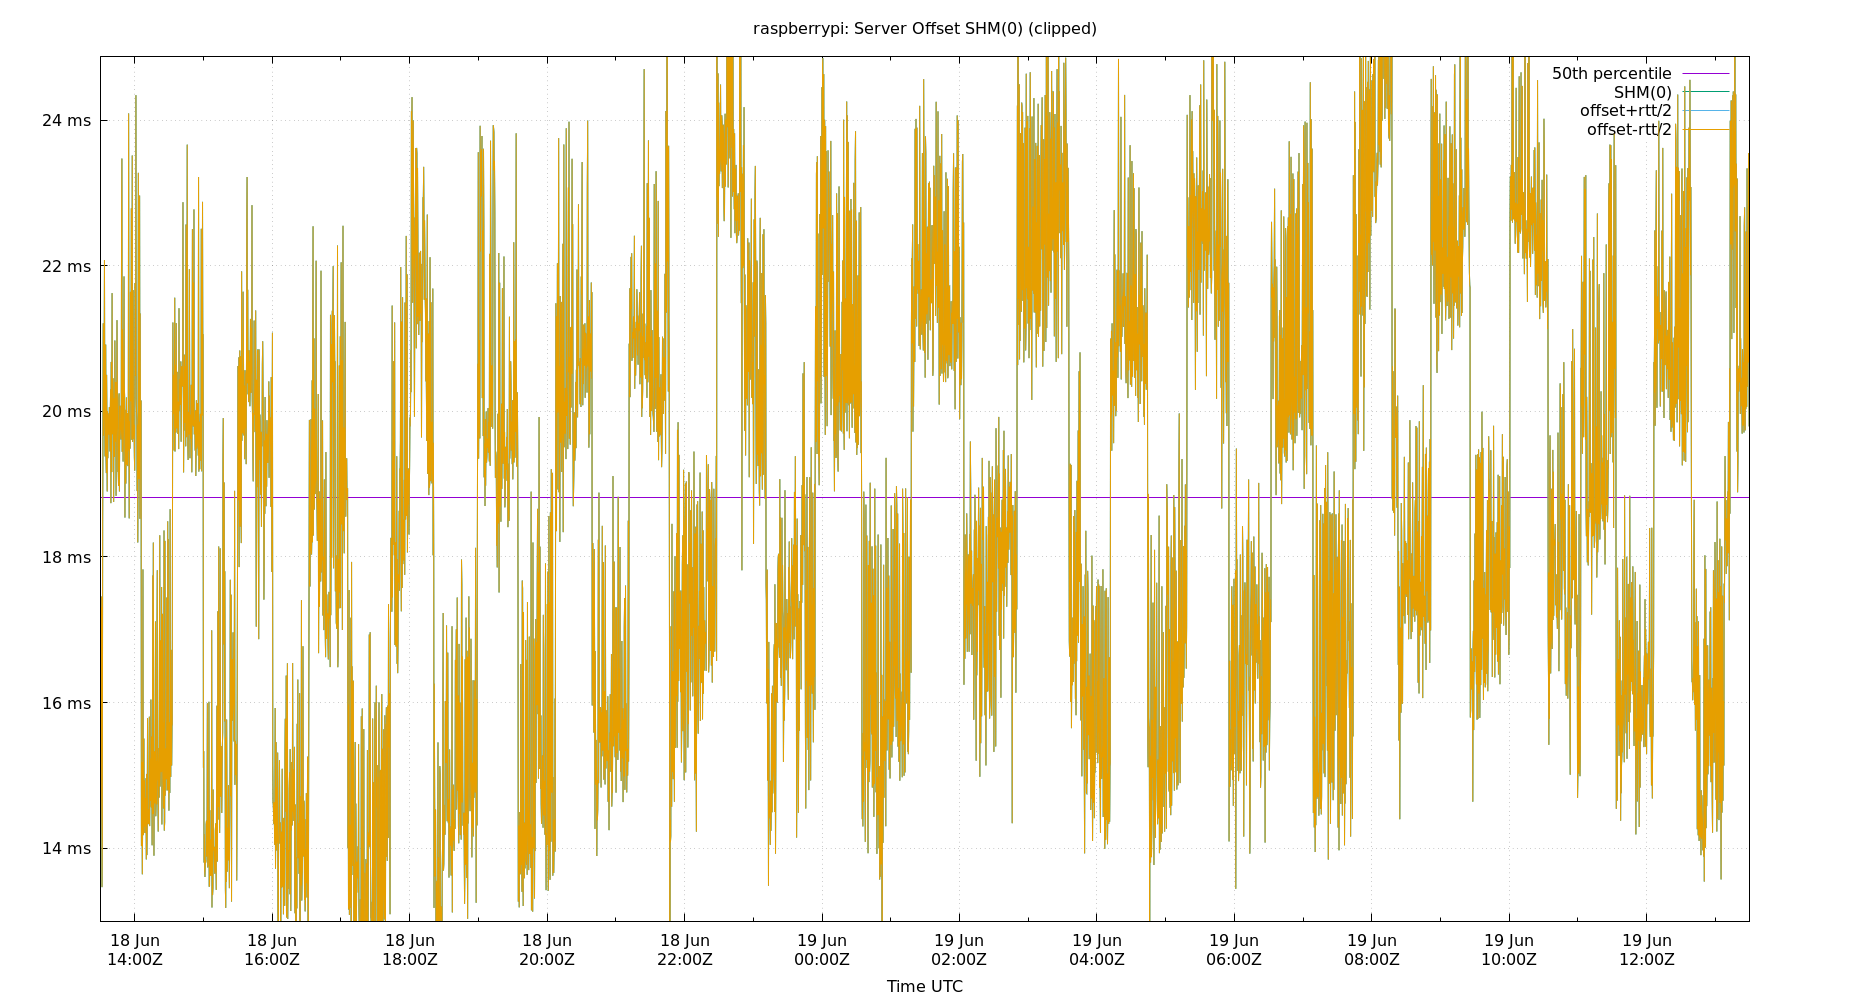 raspberrypi: Server Offset SHM(0) (clipped)
50th percentile
SHM(0)
offset+rtt/2
offset-rtt/2
24 ms
22 ms
20 ms
18 ms
16 ms
14 ms
18 Jun 18 Jun 18 Jun 18 Jun 18 Jun 19 Jun 19 Jun 19 Jun 19 Jun 19 Jun 19 Jun 19 Jun
14:00Z 16:00Z 18:00Z 20:00Z 22:00Z 00:00Z 02:00Z 04:00Z 06:00Z 08:00Z 10:00Z 12:00Z
Time UTC